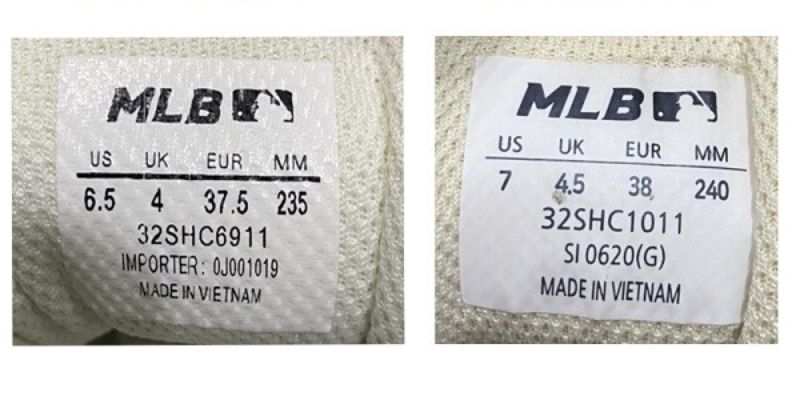 MLB
US UK EUR MM
6.5 4 37.5 235
32SHC6911
IMPORTER: 0J001019
MADE IN VIETNAM
MLB
US UK EUR MM
7 4.5 38 240
32SHC1011
SI 0620(G)
MADE IN VIETNAM